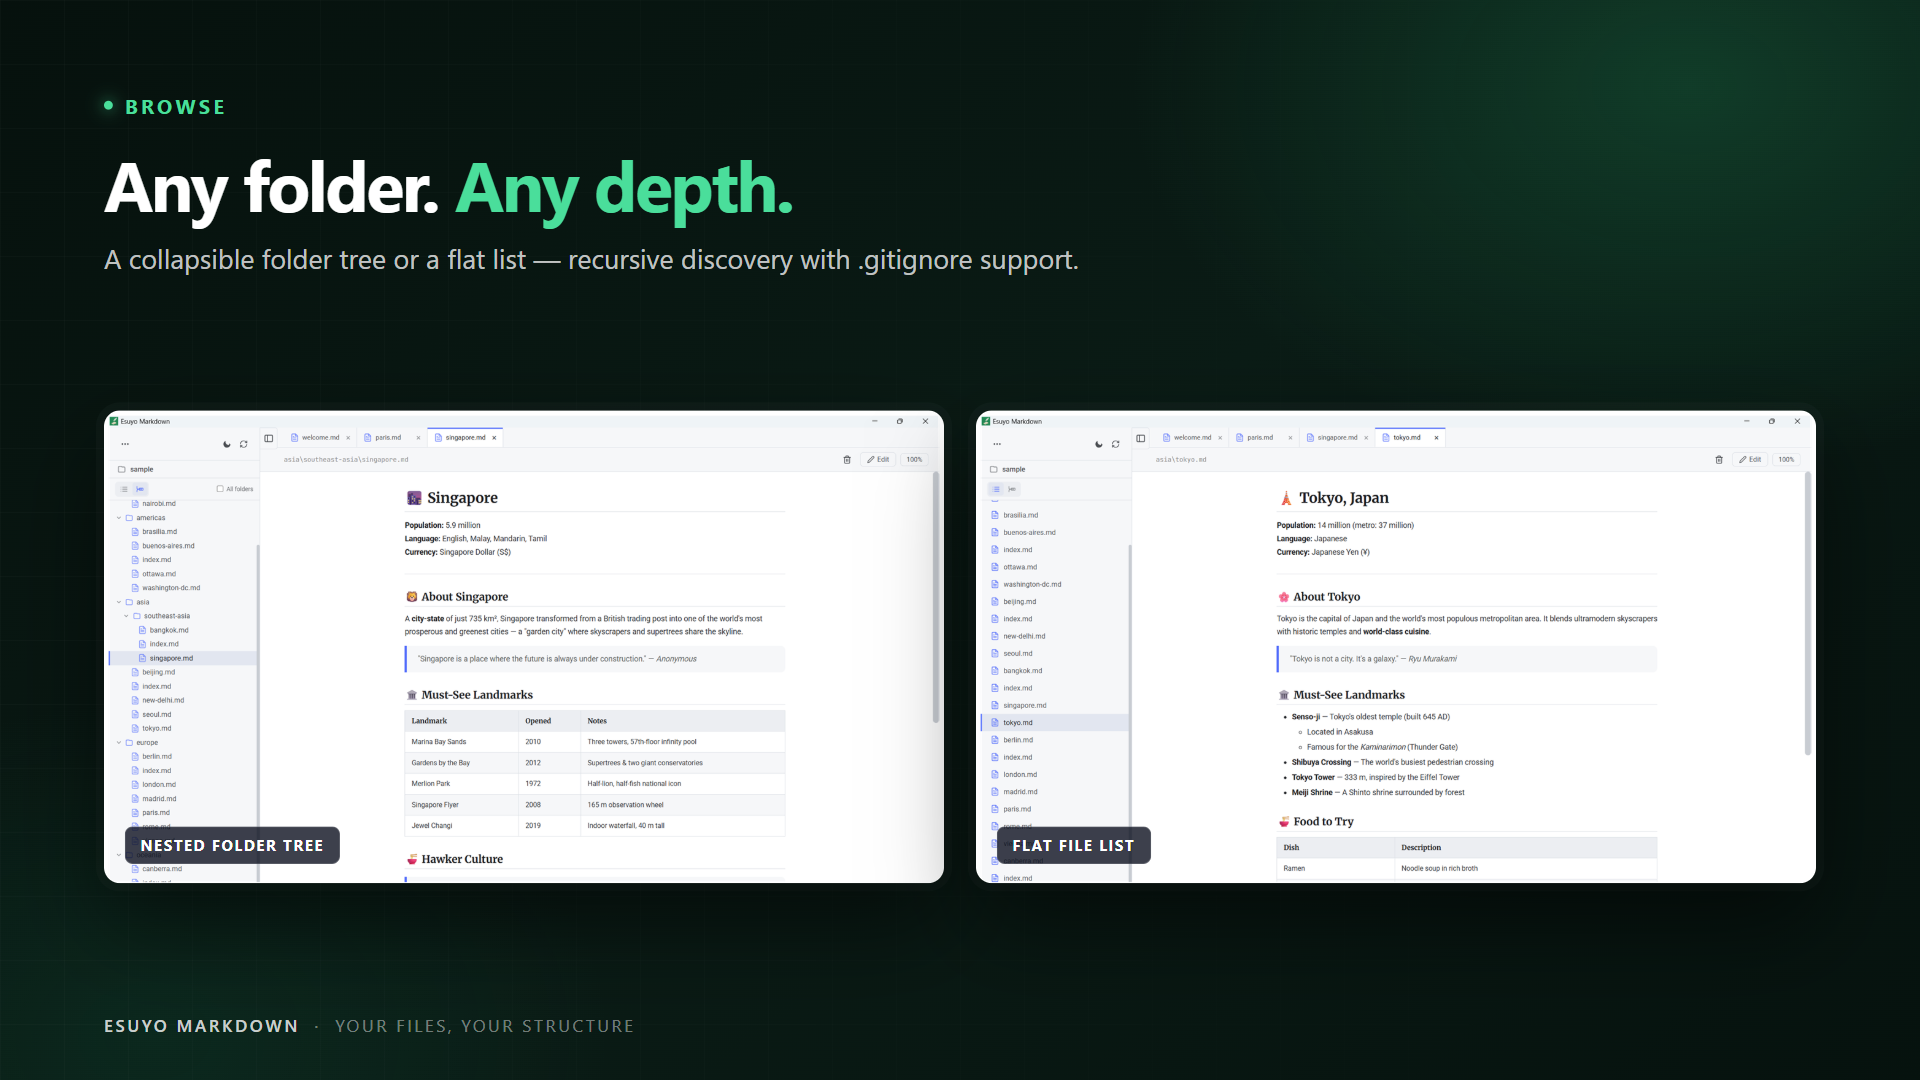 BROWSE
Any folder. Any depth.
A collapsible folder tree or a flat list — recursive discovery with .gitignore support.
Esuyo Markdown
sample
All folders
nairobi.md
americas
brasilia.md
buenos-aires.md
index.md
ottawa.md
washington-dc.md
asia
southeast-asia
bangkok.md
index.md
singapore.md
beijing.md
index.md
new-delhi.md
seoul.md
tokyo.md
europe
berlin.md
index.md
london.md
madrid.md
paris.md
rome.md
canberra.md
NESTED FOLDER TREE
welcome.md
paris.md
singapore.md
asia\southeast-asia\singapore.md
Edit
100%
Singapore
Population: 5.9 million
Language: English, Malay, Mandarin, Tamil
Currency: Singapore Dollar (S$)
About Singapore
A city-state of just 735 km², Singapore transformed from a British trading post into one of the world's most
prosperous and greenest cities — a "garden city" where skyscrapers and supertrees share the skyline.
"Singapore is a place where the future is always under construction." — Anonymous
Must-See Landmarks
Landmark Opened Notes
Marina Bay Sands 2010 Three towers, 57th-floor infinity pool
Gardens by the Bay 2012 Supertrees & two giant conservatories
Merlion Park 1972 Half-lion, half-fish national icon
Singapore Flyer 2008 165 m observation wheel
Jewel Changi 2019 Indoor waterfall, 40 m tall
Hawker Culture
Esuyo Markdown
sample
brasilia.md
buenos-aires.md
index.md
ottawa.md
washington-dc.md
beijing.md
index.md
new-delhi.md
seoul.md
bangkok.md
index.md
singapore.md
tokyo.md
berlin.md
index.md
london.md
madrid.md
paris.md
rome.md
canberra.md
index.md
FLAT FILE LIST
welcome.md
paris.md
singapore.md
tokyo.md
asia\tokyo.md
Edit
100%
Tokyo, Japan
Population: 14 million (metro: 37 million)
Language: Japanese
Currency: Japanese Yen (¥)
About Tokyo
Tokyo is the capital of Japan and the world's most populous metropolitan area. It blends ultramodern skyscrapers
with historic temples and world-class cuisine.
"Tokyo is not a city. It's a galaxy." — Ryu Murakami
Must-See Landmarks
Senso-ji — Tokyo's oldest temple (built 645 AD)
Located in Asakusa
Famous for the Kaminarimon (Thunder Gate)
Shibuya Crossing — The world's busiest pedestrian crossing
Tokyo Tower — 333 m, inspired by the Eiffel Tower
Meiji Shrine — A Shinto shrine surrounded by forest
Food to Try
Dish Description
Ramen Noodle soup in rich broth
ESUYO MARKDOWN · YOUR FILES, YOUR STRUCTURE